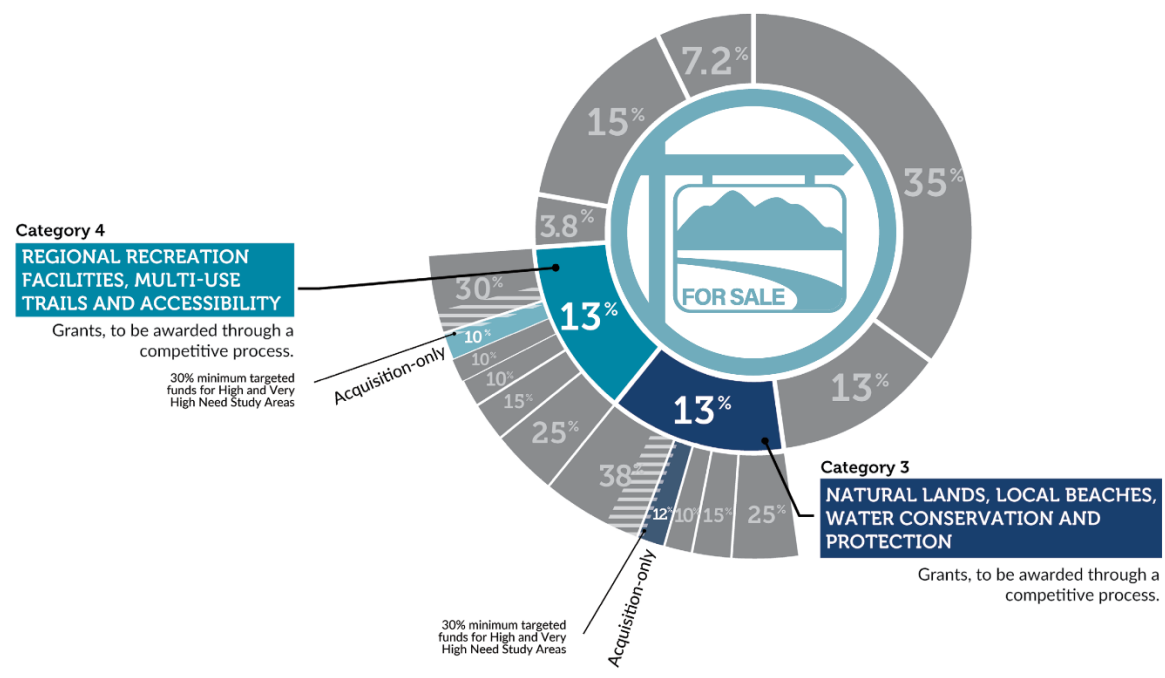 7.2%
15%
35%
3.8%
13%
FOR SALE
Category 4
REGIONAL RECREATION
FACILITIES, MULTI-USE
TRAILS AND ACCESSIBILITY
Grants, to be awarded through a
competitive process.
30% minimum targeted
funds for High and Very
High Need Study Areas
Acquisition-only
30%
10%
10%
10%
15%
25%
13%
13%
38%
12%
10%
15%
25%
Category 3
NATURAL LANDS, LOCAL BEACHES,
WATER CONSERVATION AND
PROTECTION
Grants, to be awarded through a
competitive process.
30% minimum targeted
funds for High and Very
High Need Study Areas
Acquisition-only